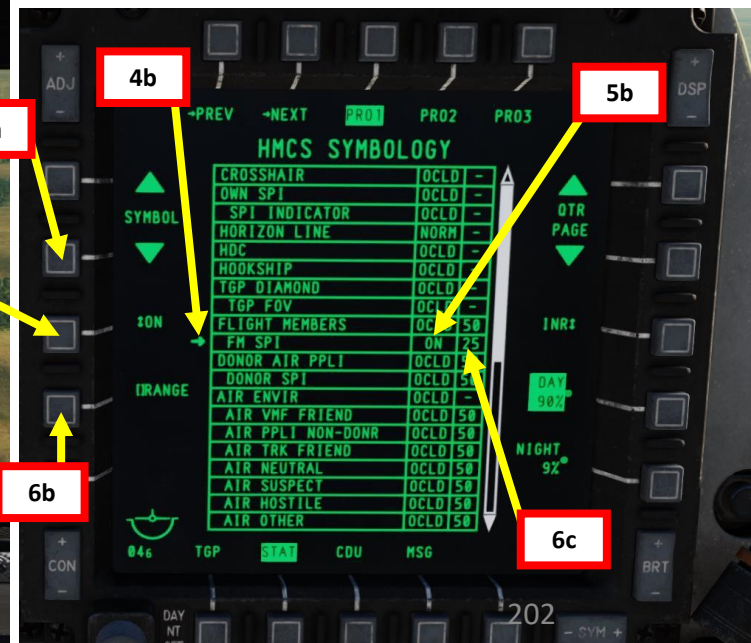 4b
5b
ADJ
DSP
→PREV →NEXT PRO1 PRO2 PRO3
HMCS SYMBOLOGY
CROSSHAIR OCLD -
OWN SPI OCLD -
SPI INDICATOR OCLD -
HORIZON LINE NORM -
HDC OCLD -
HOOKSHIP OCLD -
TGP DIAMOND OCLD -
TGP FOV -
FLIGHT MEMBERS 50
FM SPI ON 25
DONOR AIR PPLI OCLD
DONOR SPI OCLD
AIR ENVIR OCLD -
AIR VMF FRIEND OCLD 50
AIR PPLI NON-DONR OCLD 50
AIR TRK FRIEND OCLD 50
AIR NEUTRAL OCLD 50
AIR SUSPECT OCLD 50
AIR HOSTILE OCLD 50
AIR OTHER OCLD 50
SYMBOL
↕ON
[]RANGE
QTR
PAGE
INR↕
DAY
90%
NIGHT
9%
6b
6c
046 TGP STAT CDU MSG
CON
BRT
DAY
NT
202
- SYM +